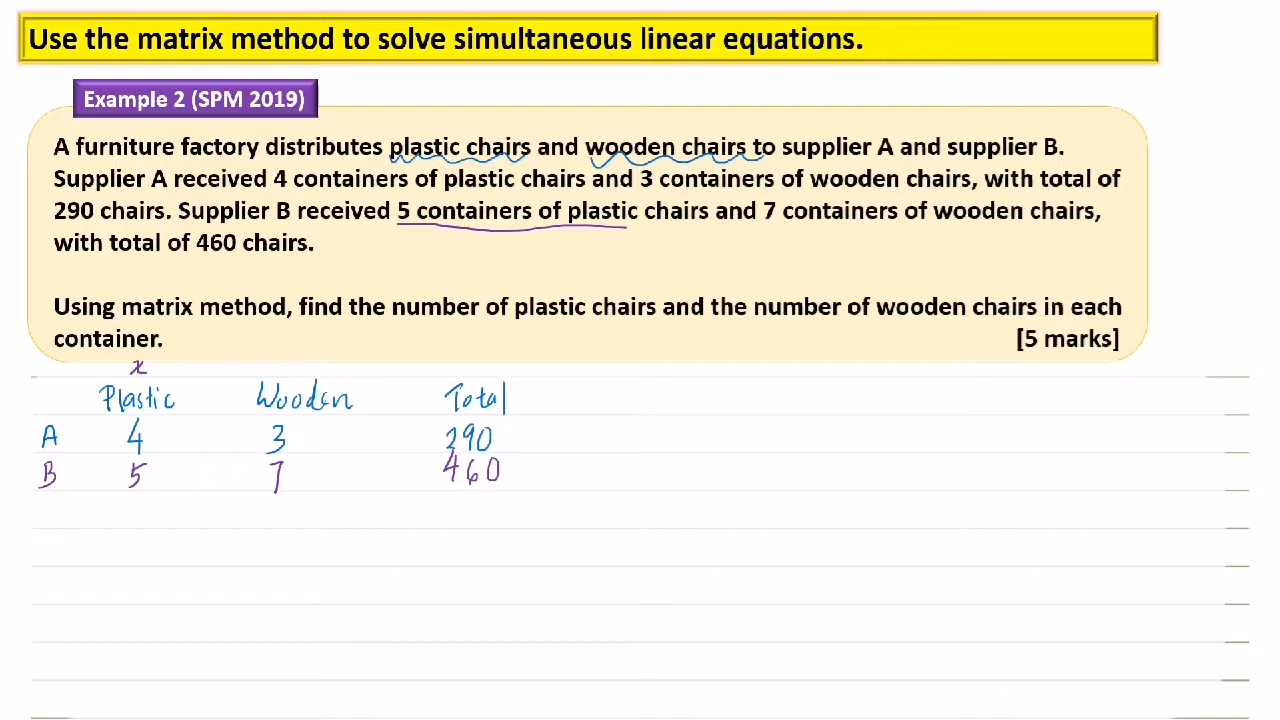 Use the matrix method to solve simultaneous linear equations.
Example 2 (SPM 2019)
A furniture factory distributes plastic chairs and wooden chairs to supplier A and supplier B.
Supplier A received 4 containers of plastic chairs and 3 containers of wooden chairs, with total of
290 chairs. Supplier B received 5 containers of plastic chairs and 7 containers of wooden chairs,
with total of 460 chairs.
Using matrix method, find the number of plastic chairs and the number of wooden chairs in each
container. [5 marks]
x
Plastic Wooden Total
A 4 3 290
B 5 7 460